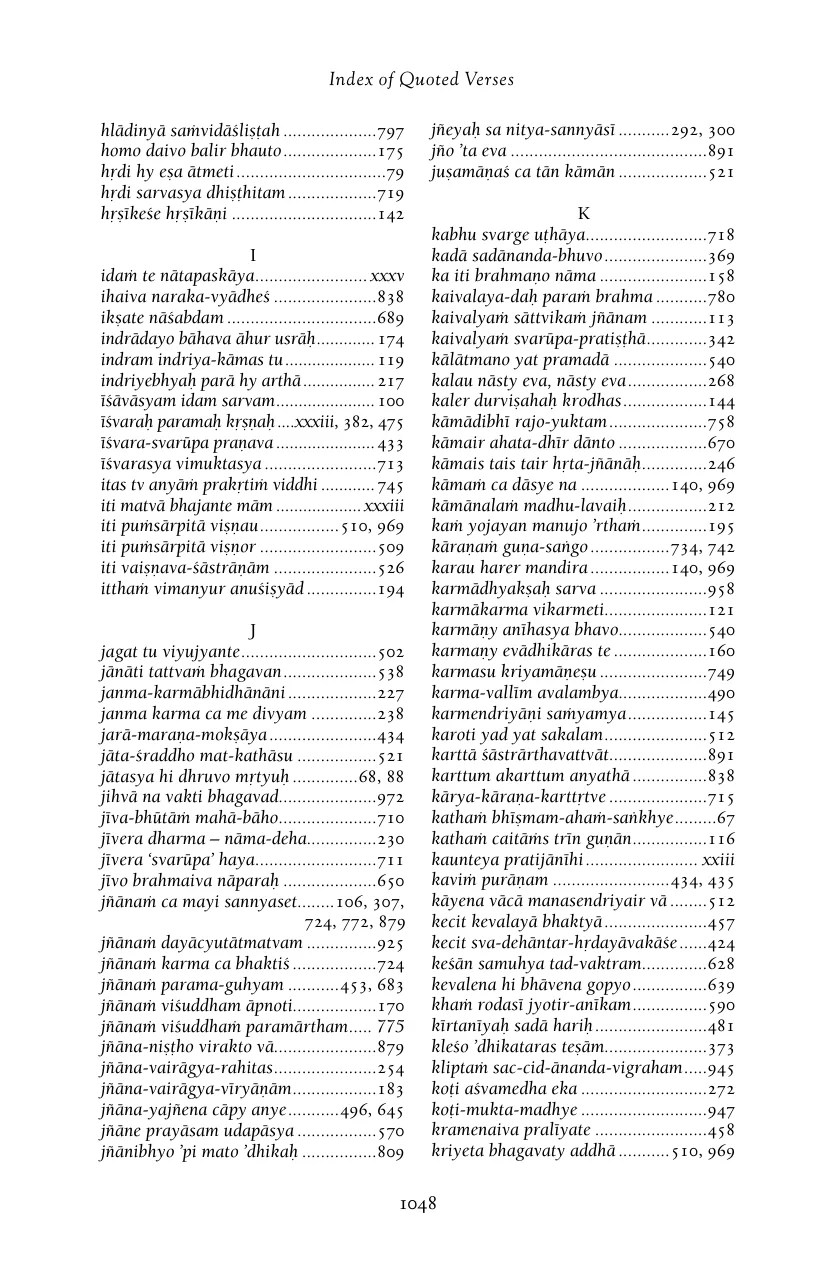 Index of Quoted Verses
hlādinyā saṁvidāśliṣṭah ....................797
homo daivo balir bhauto....................175
hṛdi hy eṣa ātmeti................................79
hṛdi sarvasya dhiṣṭhitam...................719
hṛṣīkeśe hṛṣīkāṇi ..............................142
I
idaṁ te nātapaskāya........................xxxv
ihaiva naraka-vyādheś ......................838
ikṣate nāśabdam ................................689
indrādayo bāhava āhur usrāḥ............. 174
indram indriya-kāmas tu................... 119
indriyebhyaḥ parā hy arthā............... 217
īśāvāsyam idam sarvam..................... 100
īśvaraḥ paramaḥ kṛṣṇaḥ....xxxiii, 382, 475
īśvara-svarūpa praṇava ..................... 433
īśvarasya vimuktasya ........................713
itas tv anyāṁ prakṛtiṁ viddhi ............ 745
iti matvā bhajante mām ................... xxxiii
iti puṁsārpitā viṣṇau.................510, 969
iti puṁsārpitā viṣṇor .........................509
iti vaiṣṇava-śāstrāṇām ......................526
itthaṁ vimanyur anuśiṣyād ...............194
J
jagat tu viyujyante.............................502
jānāti tattvaṁ bhagavan....................538
janma-karmābhidhānāni ...................227
janma karma ca me divyam ..............238
jarā-maraṇa-mokṣāya.......................434
jāta-śraddho mat-kathāsu .................521
jātasya hi dhruvo mṛtyuḥ ..............68, 88
jihvā na vakti bhagavad.....................972
jīva-bhūtāṁ mahā-bāho.....................710
jīvera dharma – nāma-deha...............230
jīvera ‘svarūpa’ haya..........................711
jīvo brahmaiva nāparaḥ ....................650
jñānaṁ ca mayi sannyaset........106, 307,
724, 772, 879
jñānaṁ dayācyutātmatvam ...............925
jñānaṁ karma ca bhaktiś ..................724
jñānaṁ parama-guhyam ...........453, 683
jñānaṁ viśuddham āpnoti..................170
jñānaṁ viśuddhaṁ paramārtham..... 775
jñāna-niṣṭho virakto vā......................879
jñāna-vairāgya-rahitas......................254
jñāna-vairāgya-vīryāṇām..................183
jñāna-yajñena cāpy anye...........496, 645
jñāne prayāsam udapāsya .................570
jñānibhyo ’pi mato ’dhikaḥ ................809
jñeyaḥ sa nitya-sannyāsī ...........292, 300
jño ’ta eva ..........................................891
juṣamāṇaś ca tān kāmān ...................521
K
kabhu svarge uṭhāya..........................718
kadā sadānanda-bhuvo......................369
ka iti brahmaṇo nāma .......................158
kaivalaya-daḥ paraṁ brahma ...........780
kaivalyaṁ sāttvikaṁ jñānam ............113
kaivalyaṁ svarūpa-pratiṣṭhā.............342
kālātmano yat pramadā ....................540
kalau nāsty eva, nāsty eva.................268
kaler durviṣahaḥ krodhas..................144
kāmādibhī rajo-yuktam.....................758
kāmair ahata-dhīr dānto ...................670
kāmais tais tair hṛta-jñānāḥ..............246
kāmaṁ ca dāsye na ...................140, 969
kāmānalaṁ madhu-lavaiḥ.................212
kaṁ yojayan manujo ’rthaṁ..............195
kāraṇaṁ guṇa-saṅgo.................734, 742
karau harer mandira .................140, 969
karmādhyakṣaḥ sarva .......................958
karmākarma vikarmeti......................121
karmāṇy anīhasya bhavo...................540
karmaṇy evādhikāras te ....................160
karmasu kriyamāṇeṣu .......................749
karma-vallīm avalambya...................490
karmendriyāṇi saṁyamya.................145
karoti yad yat sakalam......................512
karttā śāstrārthavattvāt.....................891
karttum akarttum anyathā ................838
kārya-kāraṇa-karttṛtve .....................715
kathaṁ bhīṣmam-ahaṁ-saṅkhye.........67
kathaṁ caitāṁs trīn guṇān................116
kaunteya pratijānīhi........................ xxiii
kaviṁ purāṇam .........................434, 435
kāyena vācā manasendriyair vā ........512
kecit kevalayā bhaktyā......................457
kecit sva-dehāntar-hṛdayāvakāśe ......424
keśān samuhya tad-vaktram..............628
kevalena hi bhāvena gopyo................639
khaṁ rodasī jyotir-anīkam................590
kīrtanīyaḥ sadā hariḥ ........................481
kleśo ’dhikataras teṣām......................373
kliptaṁ sac-cid-ānanda-vigraham.....945
koṭi aśvamedha eka ...........................272
koṭi-mukta-madhye ...........................947
kramenaiva pralīyate ........................458
kriyeta bhagavaty addhā ...........510, 969
1048